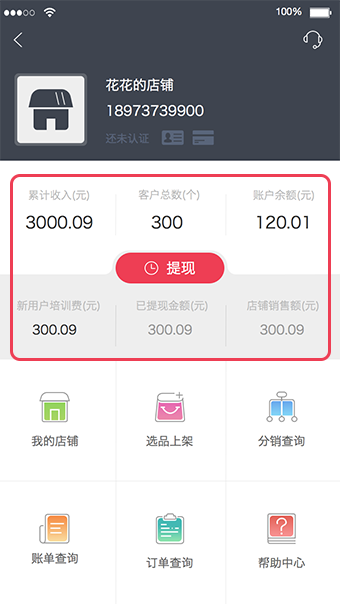 100%
花花的店铺
18973739900
还未认证
累计收入(元) 客户总数(个) 账户余额(元)
3000.09 300 120.01
提现
新用户培训费(元) 已提现金额(元) 店铺销售额(元)
300.09 300.09 300.09
我的店铺 选品上架 分销查询
账单查询 订单查询 帮助中心